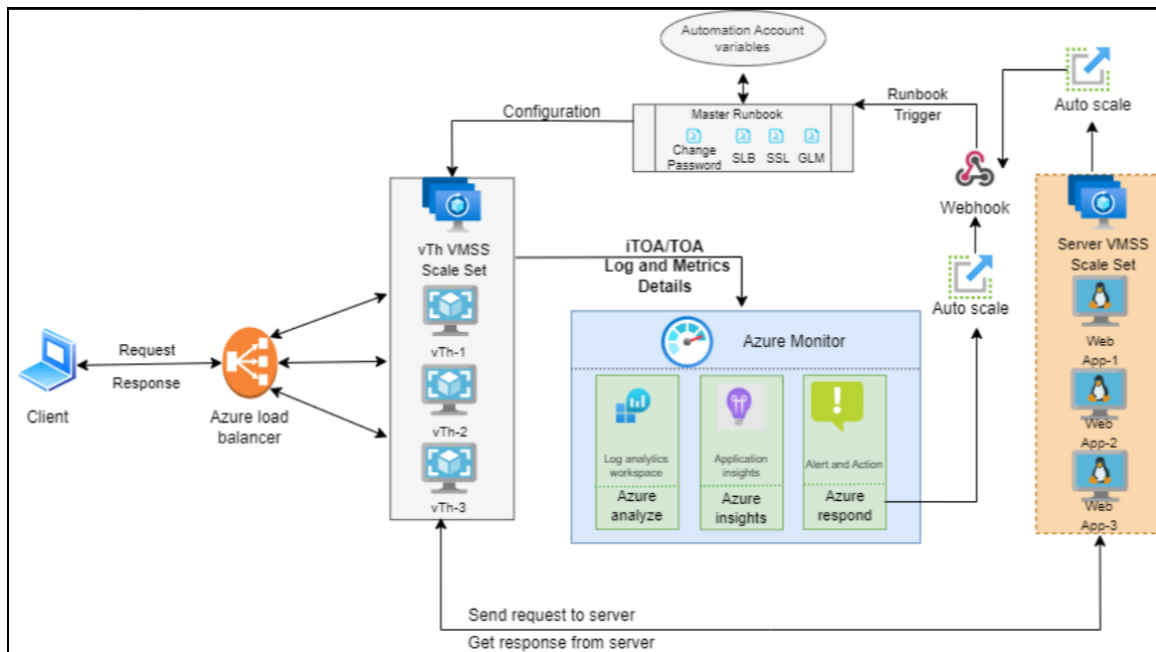 Automation Account
variables
Configuration
Master Runbook
Change
Password
SLB
SSL
GLM
Runbook
Trigger
Auto scale
Webhook
vTh VMSS
Scale Set
iTOA/TOA
Log and Metrics
Details
Auto scale
Server VMSS
Scale Set
Azure Monitor
Request
Response
Client
Azure load
balancer
vTh-1
vTh-2
vTh-3
Log analytics
workspace
Azure
analyze
Application
insights
Azure
insights
Alert and Action
Azure
respond
Web
App-1
Web
App-2
Web
App-3
Send request to server
Get response from server